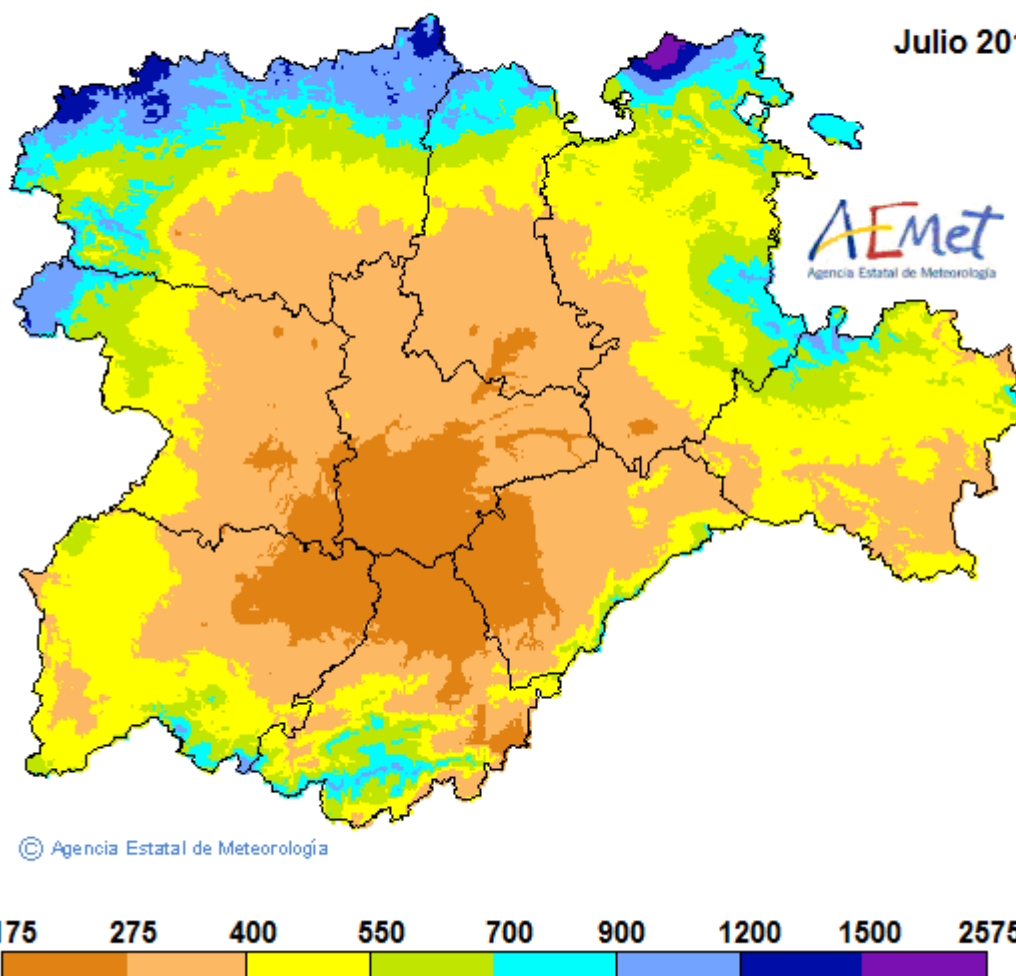 Julio 201
AEMet
Agencia Estatal de Meteorología
© Agencia Estatal de Meteorología
175 275 400 550 700 900 1200 1500 2575